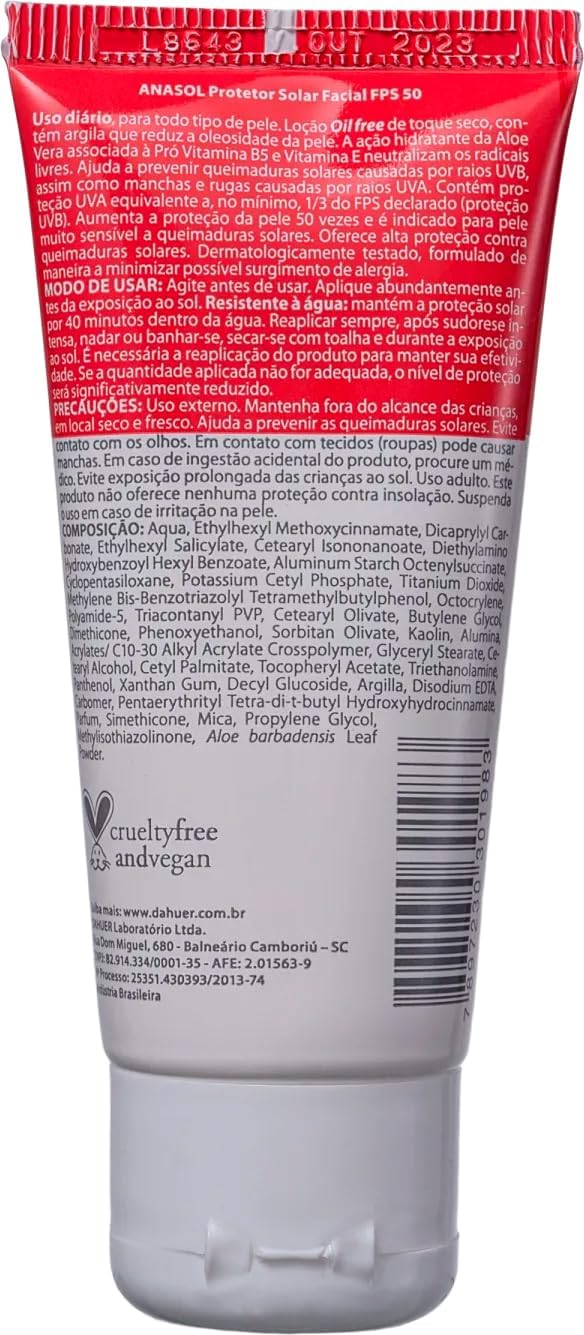 L8643 OUT 2023
ANASOL Protetor Solar Facial FPS 50
Uso diário, para todo tipo de pele. Loção Oil free de toque seco, con-
tém argila que reduz a oleosidade da pele. A ação hidratante da Aloe
Vera associada à Pró Vitamina B5 e Vitamina E neutralizam os radicais
livres. Ajuda a prevenir queimaduras solares causadas por raios UVB,
assim como manchas e rugas causadas por raios UVA. Contém pro-
teção UVA equivalente a, no mínimo, 1/3 do FPS declarado (proteção
UVB). Aumenta a proteção da pele 50 vezes e é indicado para pele
muito sensível a queimaduras solares. Oferece alta proteção contra
queimaduras solares. Dermatologicamente testado, formulado de
maneira a minimizar possível surgimento de alergia.
MODO DE USAR: Agite antes de usar. Aplique abundantemente an-
tes da exposição ao sol. Resistente à água: mantém a proteção solar
por 40 minutos dentro da água. Reaplicar sempre, após sudorese in-
tensa, nadar ou banhar-se, secar-se com toalha e durante a exposição
ao sol. É necessária a reaplicação do produto para manter sua efetivi-
dade. Se a quantidade aplicada não for adequada, o nível de proteção
será significativamente reduzido.
PRECAUÇÕES: Uso externo. Mantenha fora do alcance das crianças,
em local seco e fresco. Ajuda a prevenir as queimaduras solares. Evite
contato com os olhos. Em contato com tecidos (roupas) pode causar
manchas. Em caso de ingestão acidental do produto, procure um mé-
dico. Evite exposição prolongada das crianças ao sol. Uso adulto. Este
produto não oferece nenhuma proteção contra insolação. Suspenda
o uso em caso de irritação na pele.
COMPOSIÇÃO: Aqua, Ethylhexyl Methoxycinnamate, Dicaprylyl Car-
bonate, Ethylhexyl Salicylate, Cetearyl Isononanoate, Diethylamino
Hydroxybenzoyl Hexyl Benzoate, Aluminum Starch Octenylsuccinate,
Cyclopentasiloxane, Potassium Cetyl Phosphate, Titanium Dioxide,
Methylene Bis-Benzotriazolyl Tetramethylbutylphenol, Octocrylene,
Polyamide-5, Triacontanyl PVP, Cetearyl Olivate, Butylene Glycol,
Dimethicone, Phenoxyethanol, Sorbitan Olivate, Kaolin, Alumina,
Acrylates/ C10-30 Alkyl Acrylate Crosspolymer, Glyceryl Stearate, Ce-
tearyl Alcohol, Cetyl Palmitate, Tocopheryl Acetate, Triethanolamine,
Panthenol, Xanthan Gum, Decyl Glucoside, Argilla, Disodium EDTA,
Carbomer, Pentaerythrityl Tetra-di-t-butyl Hydroxyhydrocinnamate,
Parfum, Simethicone, Mica, Propylene Glycol,
Methylisothiazolinone, Aloe barbadensis Leaf
Powder.
crueltyfree
andvegan
mais: www.dahuer.com.br
Laboratório Ltda.
Dom Miguel, 680 - Balneário Camboriú – SC
82.914.334/0001-35 - AFE: 2.01563-9
Processo: 25351.430393/2013-74
Indústria Brasileira
7 897230 301983